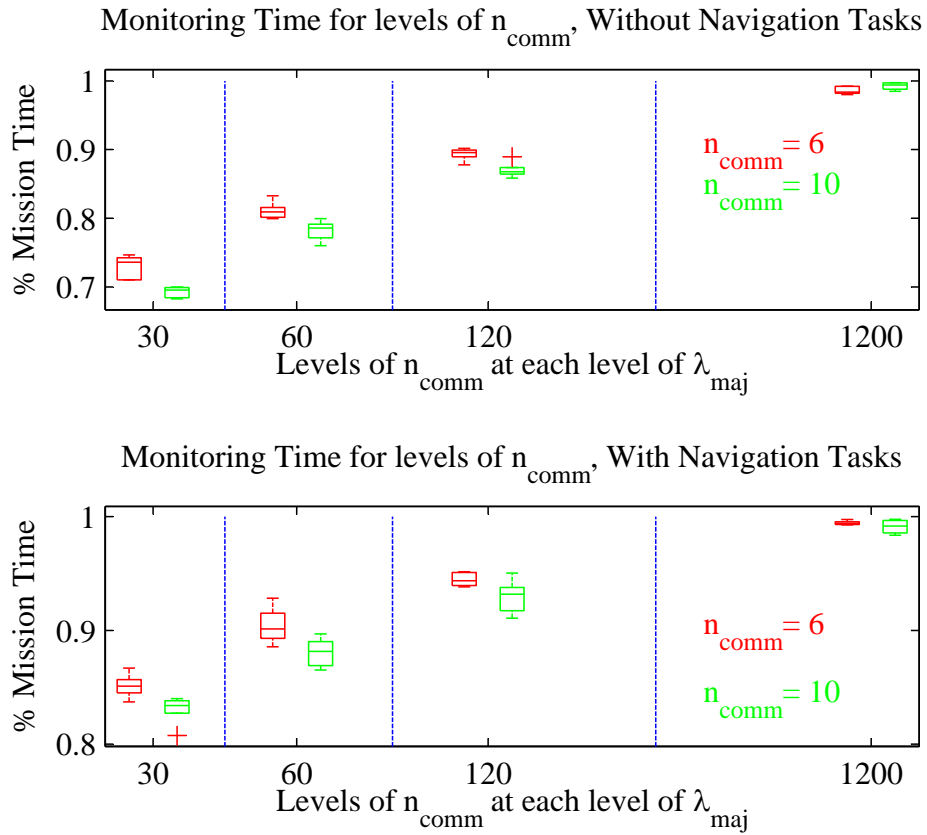 Monitoring Time for levels of n_comm, Without Navigation Tasks
% Mission Time
1
0.9
0.8
0.7
n_comm = 6
n_comm = 10
30 60 120 1200
Levels of n_comm at each level of λ_maj
Monitoring Time for levels of n_comm, With Navigation Tasks
% Mission Time
1
0.9
0.8
n_comm = 6
n_comm = 10
30 60 120 1200
Levels of n_comm at each level of λ_maj